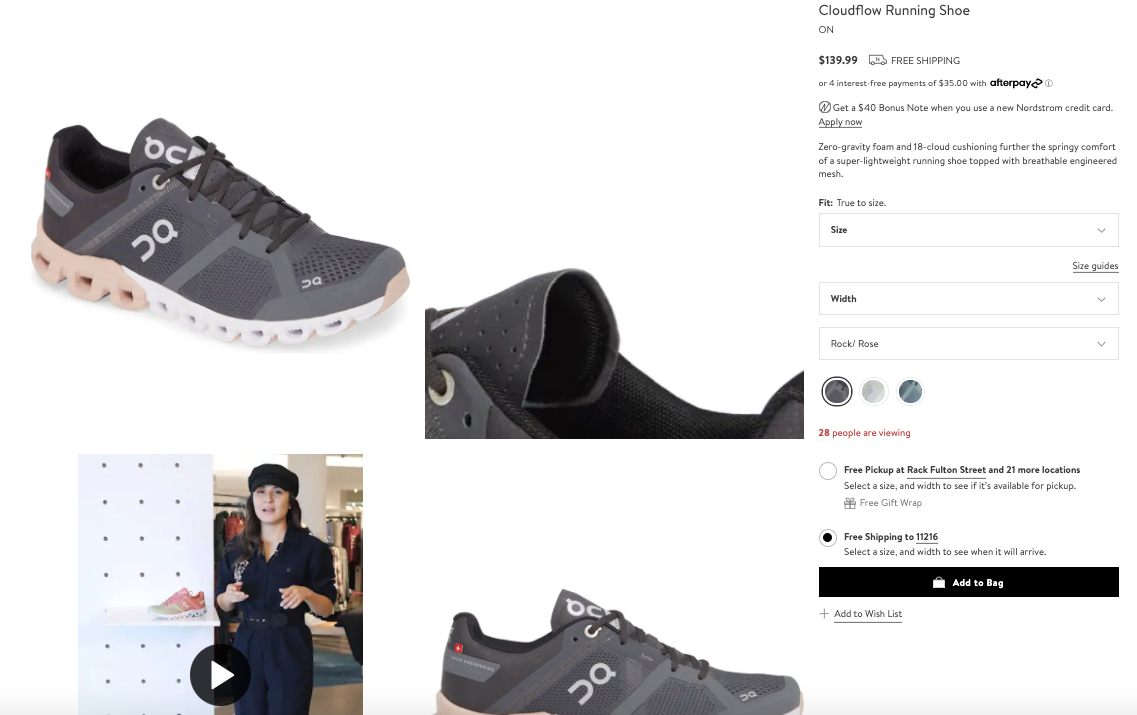 Cloudflow Running Shoe
ON
$139.99 FREE SHIPPING
or 4 interest-free payments of $35.00 with afterpay
Get a $40 Bonus Note when you use a new Nordstrom credit card.
Apply now
Zero-gravity foam and 18-cloud cushioning further the springy comfort
of a super-lightweight running shoe topped with breathable engineered
mesh.
Fit: True to size.
Size
Size guides
Width
Rock/ Rose
28 people are viewing
Free Pickup at Rack Fulton Street and 21 more locations
Select a size, and width to see if it's available for pickup.
Free Gift Wrap
Free Shipping to 11216
Select a size, and width to see when it will arrive.
Add to Bag
Add to Wish List